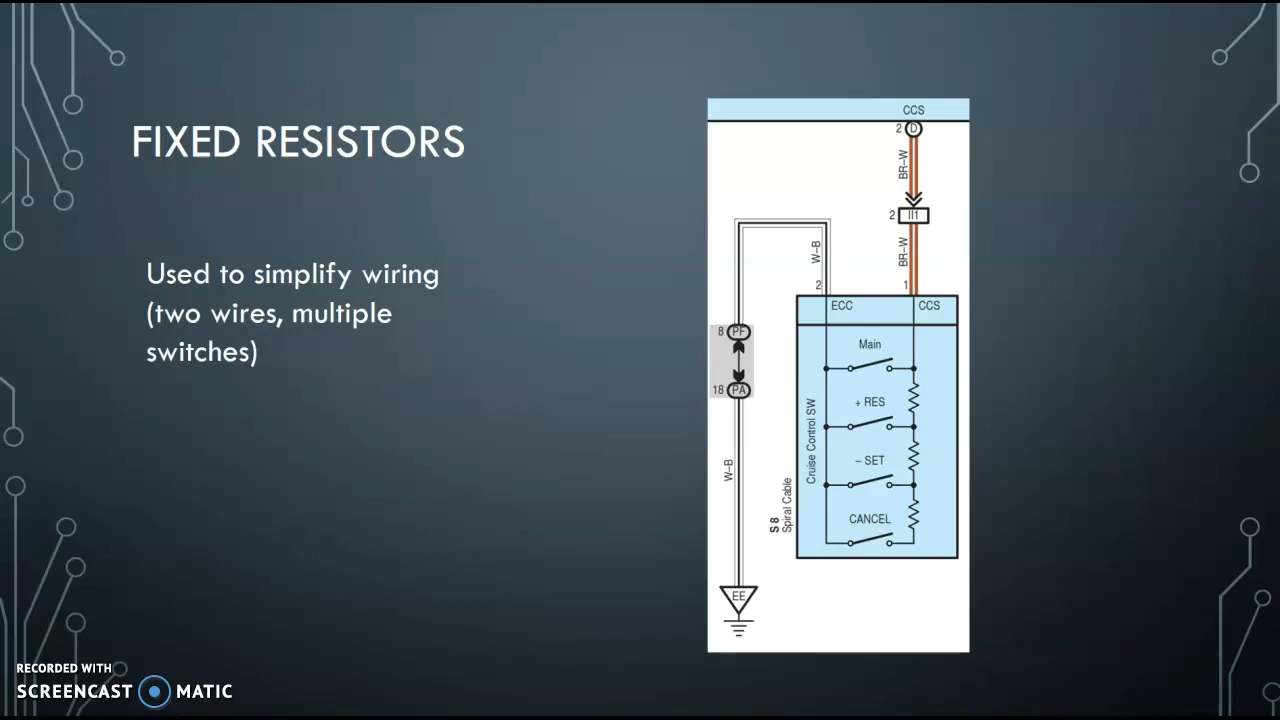 FIXED RESISTORS
Used to simplify wiring
(two wires, multiple
switches)
CCS
2 D
BR–W
2 II1
W–B
BR–W
2
1
ECC
CCS
8 PF
Main
18 PA
+ RES
Cruise Control SW
– SET
W–B
S 8
Spiral Cable
CANCEL
EE
RECORDED WITH
SCREENCAST MATIC